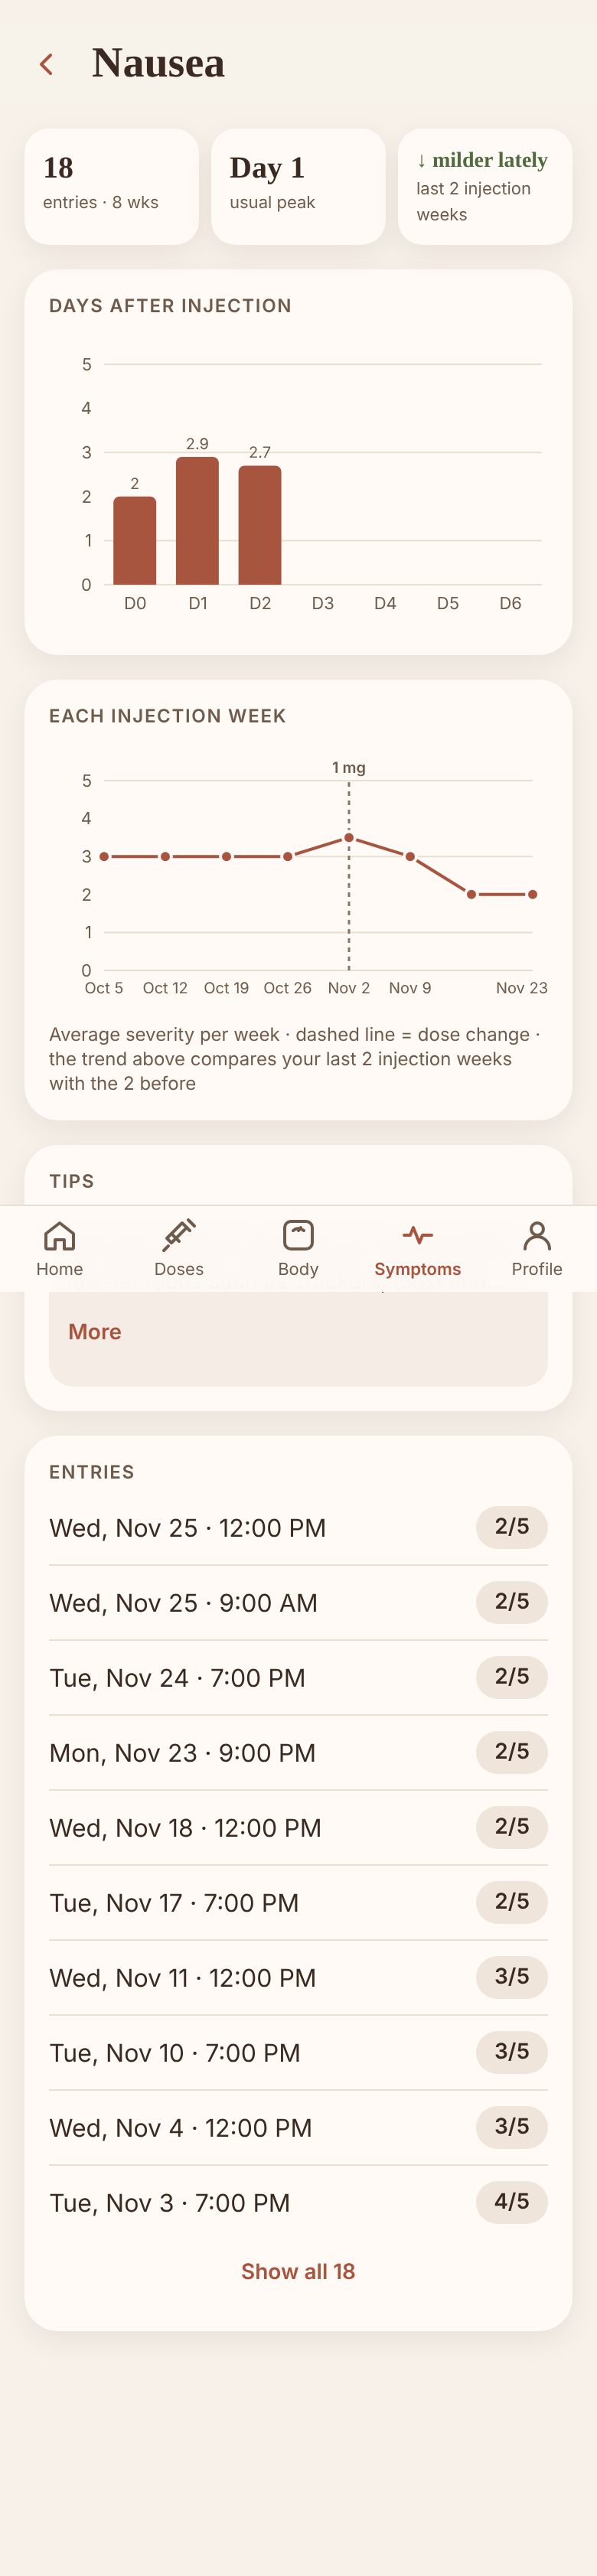 Nausea
18
entries · 8 wks
Day 1
usual peak
↓ milder lately
last 2 injection
weeks
DAYS AFTER INJECTION
5
4
3
2
1
0
2
2.9
2.7
D0 D1 D2 D3 D4 D5 D6
EACH INJECTION WEEK
1 mg
5
4
3
2
1
0
Oct 5 Oct 12 Oct 19 Oct 26 Nov 2 Nov 9 Nov 23
Average severity per week · dashed line = dose change ·
the trend above compares your last 2 injection weeks
with the 2 before
TIPS
Home Doses Body Symptoms Profile
More
ENTRIES
Wed, Nov 25 · 12:00 PM 2/5
Wed, Nov 25 · 9:00 AM 2/5
Tue, Nov 24 · 7:00 PM 2/5
Mon, Nov 23 · 9:00 PM 2/5
Wed, Nov 18 · 12:00 PM 2/5
Tue, Nov 17 · 7:00 PM 2/5
Wed, Nov 11 · 12:00 PM 3/5
Tue, Nov 10 · 7:00 PM 3/5
Wed, Nov 4 · 12:00 PM 3/5
Tue, Nov 3 · 7:00 PM 4/5
Show all 18